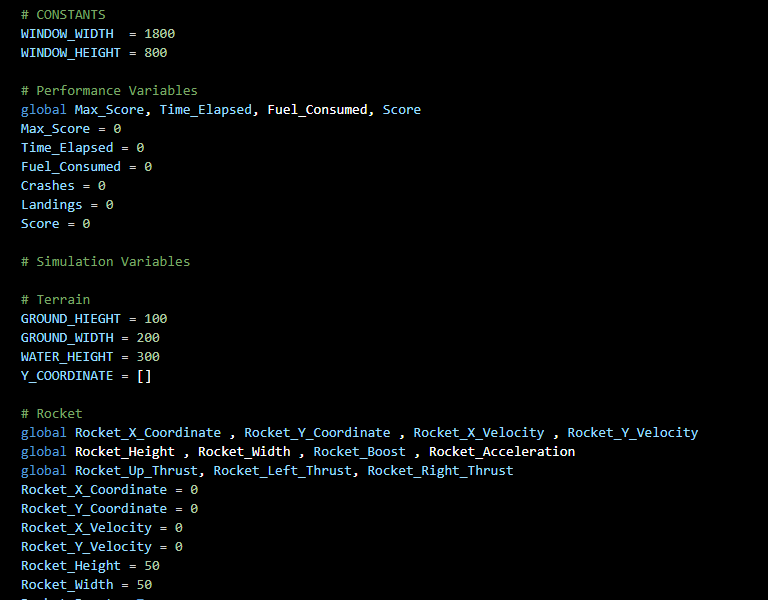 # CONSTANTS
WINDOW_WIDTH  = 1800
WINDOW_HEIGHT = 800
# Performance Variables
global Max_Score, Time_Elapsed, Fuel_Consumed, Score
Max_Score = 0
Time_Elapsed = 0
Fuel_Consumed = 0
Crashes = 0
Landings = 0
Score = 0
# Simulation Variables
# Terrain
GROUND_HIEGHT = 100
GROUND_WIDTH = 200
WATER_HEIGHT = 300
Y_COORDINATE = []
# Rocket
global Rocket_X_Coordinate , Rocket_Y_Coordinate , Rocket_X_Velocity , Rocket_Y_Velocity
global Rocket_Height , Rocket_Width , Rocket_Boost , Rocket_Acceleration
global Rocket_Up_Thrust, Rocket_Left_Thrust, Rocket_Right_Thrust
Rocket_X_Coordinate = 0
Rocket_Y_Coordinate = 0
Rocket_X_Velocity = 0
Rocket_Y_Velocity = 0
Rocket_Height = 50
Rocket_Width = 50